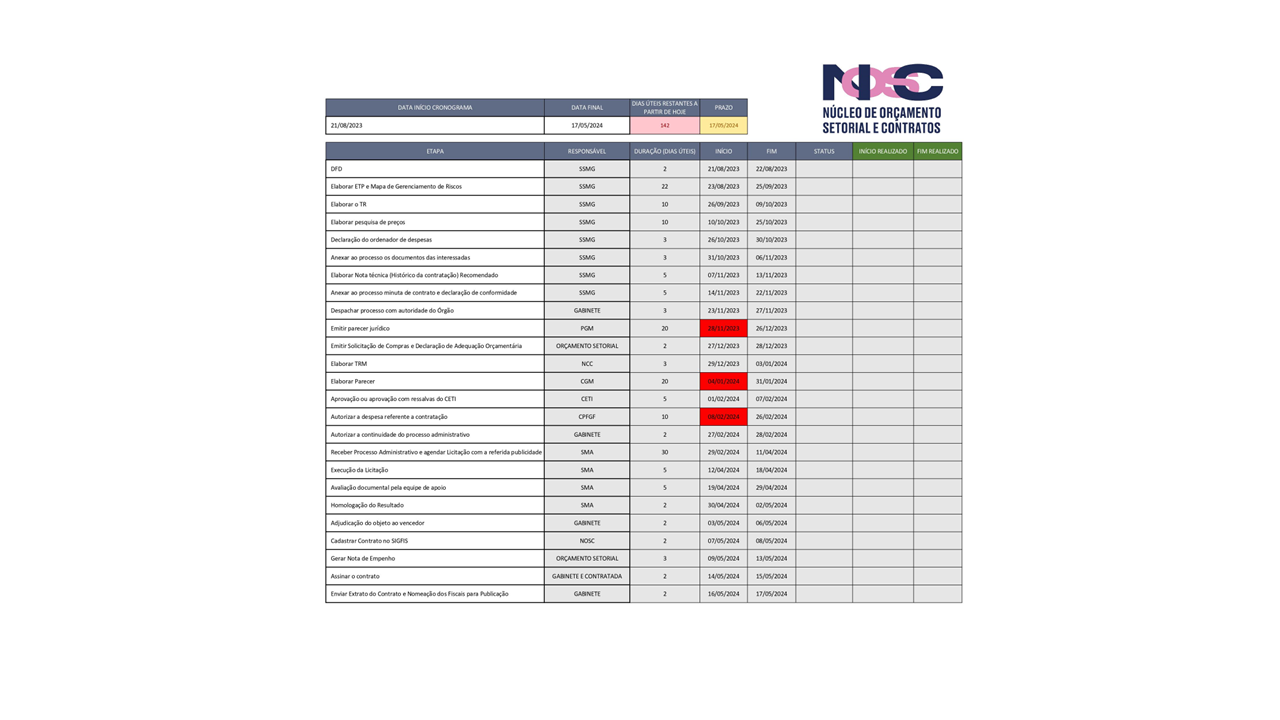 NOSC
NÚCLEO DE ORÇAMENTO
SETORIAL E CONTRATOS
DATA INÍCIO CRONOGRAMA DATA FINAL DIAS ÚTEIS RESTANTES A PARTIR DE HOJE PRAZO
21/08/2023 17/05/2024 142 17/05/2024
ETAPA RESPONSÁVEL DURAÇÃO (DIAS ÚTEIS) INÍCIO FIM STATUS INÍCIO REALIZADO FIM REALIZADO
DFD SSMG 2 21/08/2023 22/08/2023
Elaborar ETP e Mapa de Gerenciamento de Riscos SSMG 22 23/08/2023 25/09/2023
Elaborar o TR SSMG 10 26/09/2023 09/10/2023
Elaborar pesquisa de preços SSMG 10 10/10/2023 25/10/2023
Declaração do ordenador de despesas SSMG 3 26/10/2023 30/10/2023
Anexar ao processo os documentos das interessadas SSMG 3 31/10/2023 06/11/2023
Elaborar Nota técnica (Histórico da contratação) Recomendado SSMG 5 07/11/2023 13/11/2023
Anexar ao processo minuta de contrato e declaração de conformidade SSMG 5 14/11/2023 22/11/2023
Despachar processo com autoridade do Órgão GABINETE 3 23/11/2023 27/11/2023
Emitir parecer jurídico PGM 20 28/11/2023 26/12/2023
Emitir Solicitação de Compras e Declaração de Adequação Orçamentária ORÇAMENTO SETORIAL 2 27/12/2023 28/12/2023
Elaborar TRM NCC 3 29/12/2023 03/01/2024
Elaborar Parecer CGM 20 04/01/2024 31/01/2024
Aprovação ou aprovação com ressalvas do CETI CETI 5 01/02/2024 07/02/2024
Autorizar a despesa referente a contratação CPFGF 10 08/02/2024 26/02/2024
Autorizar a continuidade do processo administrativo GABINETE 2 27/02/2024 28/02/2024
Receber Processo Administrativo e agendar Licitação com a referida publicidade SMA 30 29/02/2024 11/04/2024
Execução da Licitação SMA 5 12/04/2024 18/04/2024
Avaliação documental pela equipe de apoio SMA 5 19/04/2024 29/04/2024
Homologação do Resultado SMA 2 30/04/2024 02/05/2024
Adjudicação do objeto ao vencedor GABINETE 2 03/05/2024 06/05/2024
Cadastrar Contrato no SIGFIS NOSC 2 07/05/2024 08/05/2024
Gerar Nota de Empenho ORÇAMENTO SETORIAL 3 09/05/2024 13/05/2024
Assinar o contrato GABINETE E CONTRATADA 2 14/05/2024 15/05/2024
Enviar Extrato do Contrato e Nomeação dos Fiscais para Publicação GABINETE 2 16/05/2024 17/05/2024